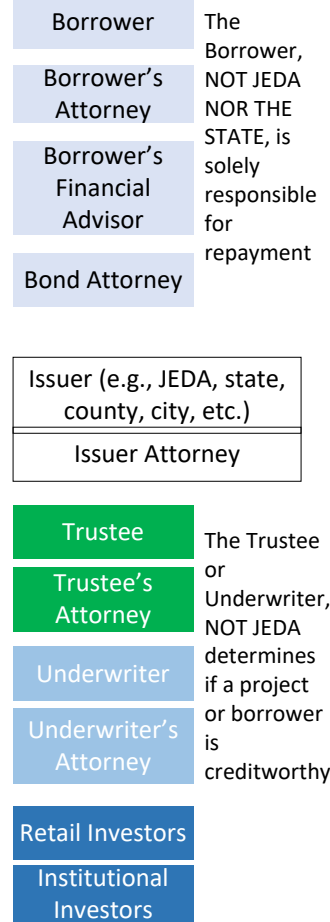 Borrower
Borrower’s
Attorney
Borrower’s
Financial
Advisor
Bond Attorney
The
Borrower,
NOT JEDA
NOR THE
STATE, is
solely
responsible
for
repayment
Issuer (e.g., JEDA, state,
county, city, etc.)
Issuer Attorney
Trustee
Trustee’s
Attorney
Underwriter
Underwriter’s
Attorney
The Trustee
or
Underwriter,
NOT JEDA
determines
if a project
or borrower
is
creditworthy
Retail Investors
Institutional
Investors